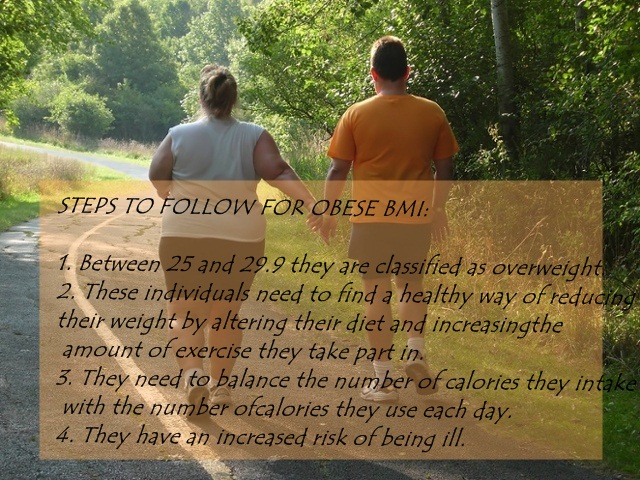 STEPS TO FOLLOW FOR OBESE BMI:
1. Between 25 and 29.9 they are classified as overweight.
2. These individuals need to find a healthy way of reducing
their weight by altering their diet and increasingthe
amount of exercise they take part in.
3. They need to balance the number of calories they intake
with the number ofcalories they use each day.
4. They have an increased risk of being ill.